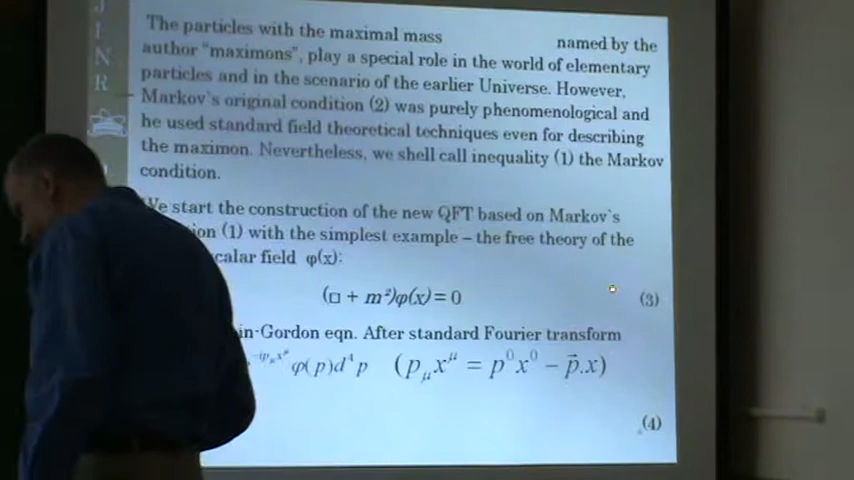 J
I
N
R
The particles with the maximal mass named by the
author "maximons", play a special role in the world of elementary
particles and in the scenario of the earlier Universe. However,
Markov`s original condition (2) was purely phenomenological and
he used standard field theoretical techniques even for describing
the maximon. Nevertheless, we shell call inequality (1) the Markov
condition.
We start the construction of the new QFT based on Markov`s
ion (1) with the simplest example – the free theory of the
calar field φ(x):
(□ + m²)φ(x) = 0 (3)
in-Gordon eqn. After standard Fourier transform
φ(p)d⁴p (p_μ x^μ = p⁰x⁰ − p⃗.x)
(4)